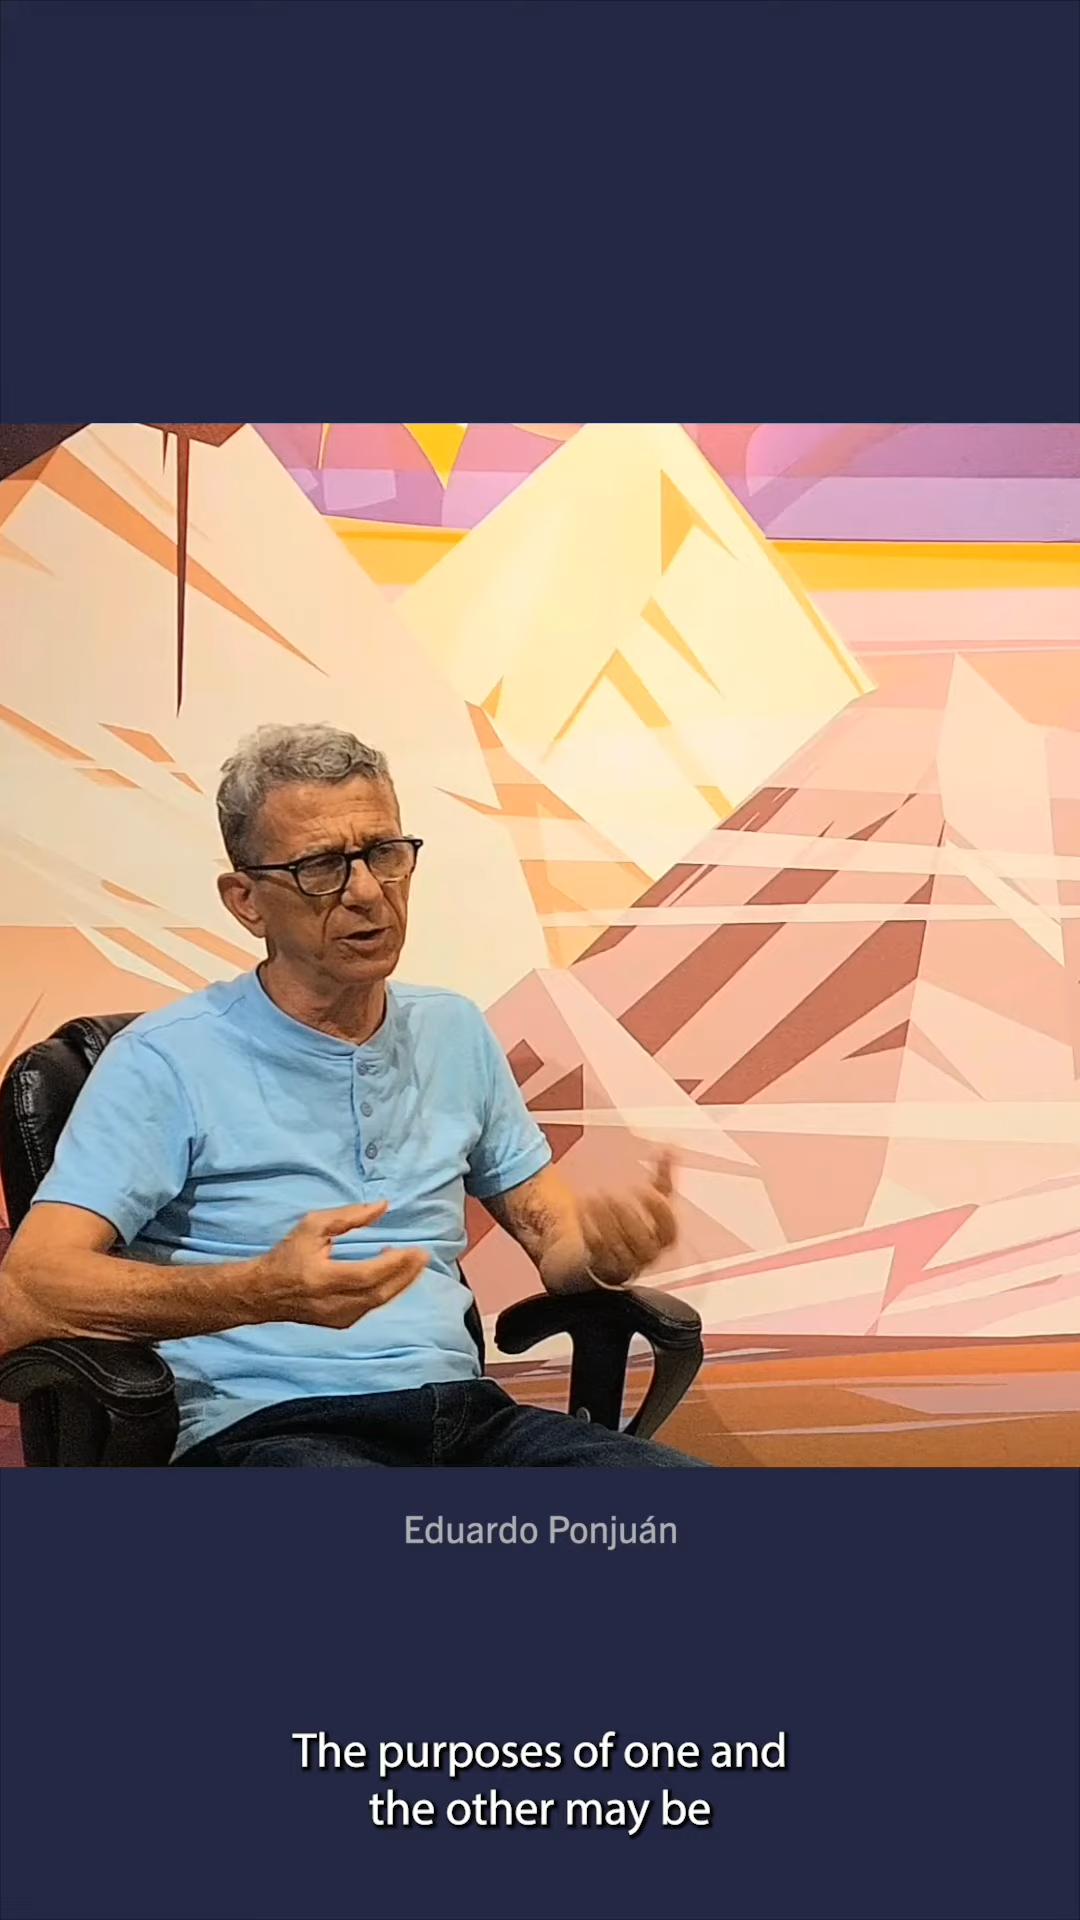 Eduardo Ponjuán
The purposes of one and
the other may be